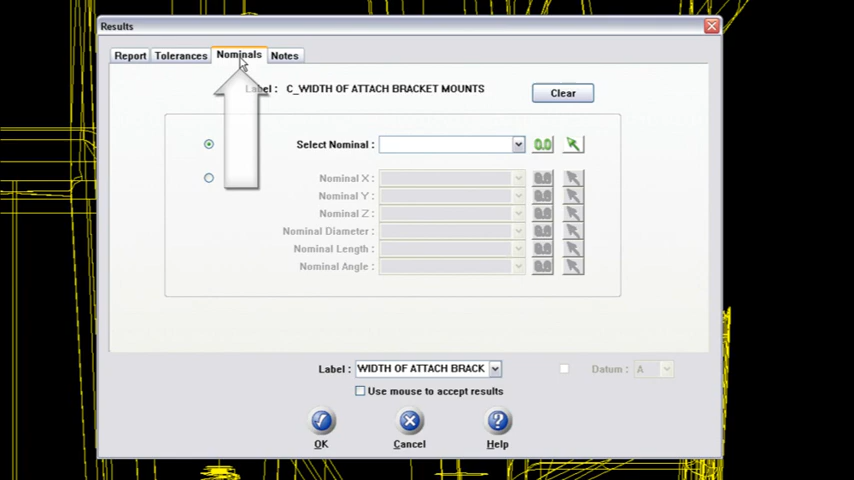 Results
Report Tolerances Nominals Notes
Label : C_WIDTH OF ATTACH BRACKET MOUNTS
Clear
Select Nominal : 0.0
Nominal X : 0.0
Nominal Y : 0.0
Nominal Z : 0.0
Nominal Diameter : 0.0
Nominal Length : 0.0
Nominal Angle : 0.0
Label : WIDTH OF ATTACH BRACK Datum : A
Use mouse to accept results
OK Cancel Help